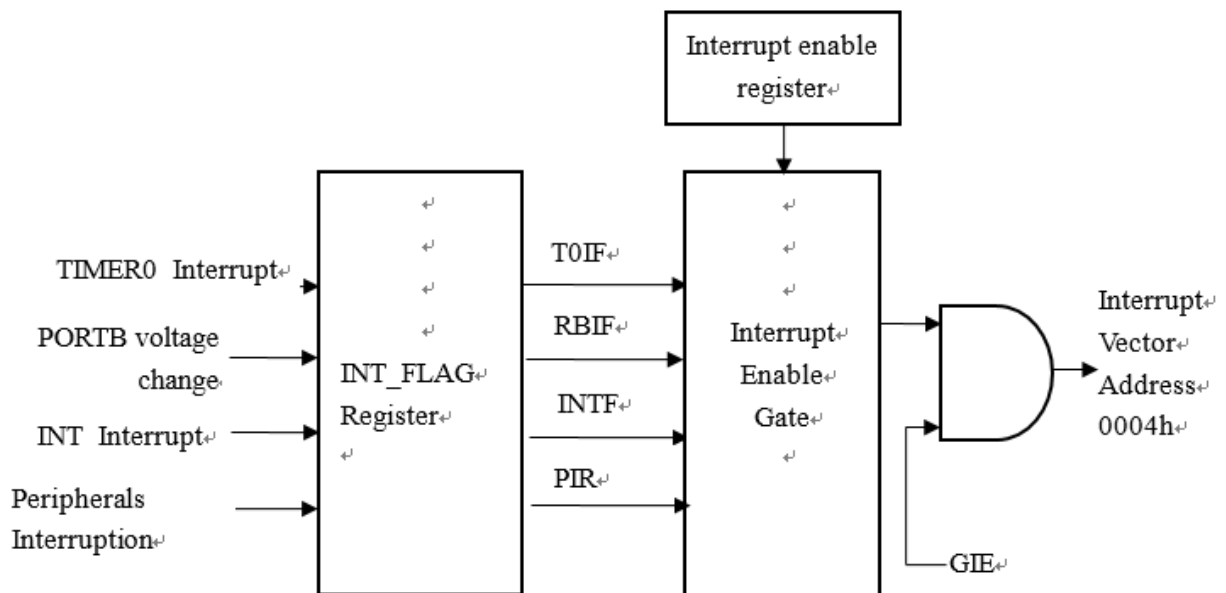 Interrupt enable
register↵
TIMER0 Interrupt↵
PORTB voltage
change↵
INT Interrupt↵
Peripherals
Interruption↵
↵
↵
↵
↵
INT_FLAG↵
Register↵
↵
T0IF↵
RBIF↵
INTF↵
PIR↵
↵
↵
↵
Interrupt↵
Enable↵
Gate↵
↵
GIE↵
Interrupt↵
Vector↵
Address↵
0004h↵